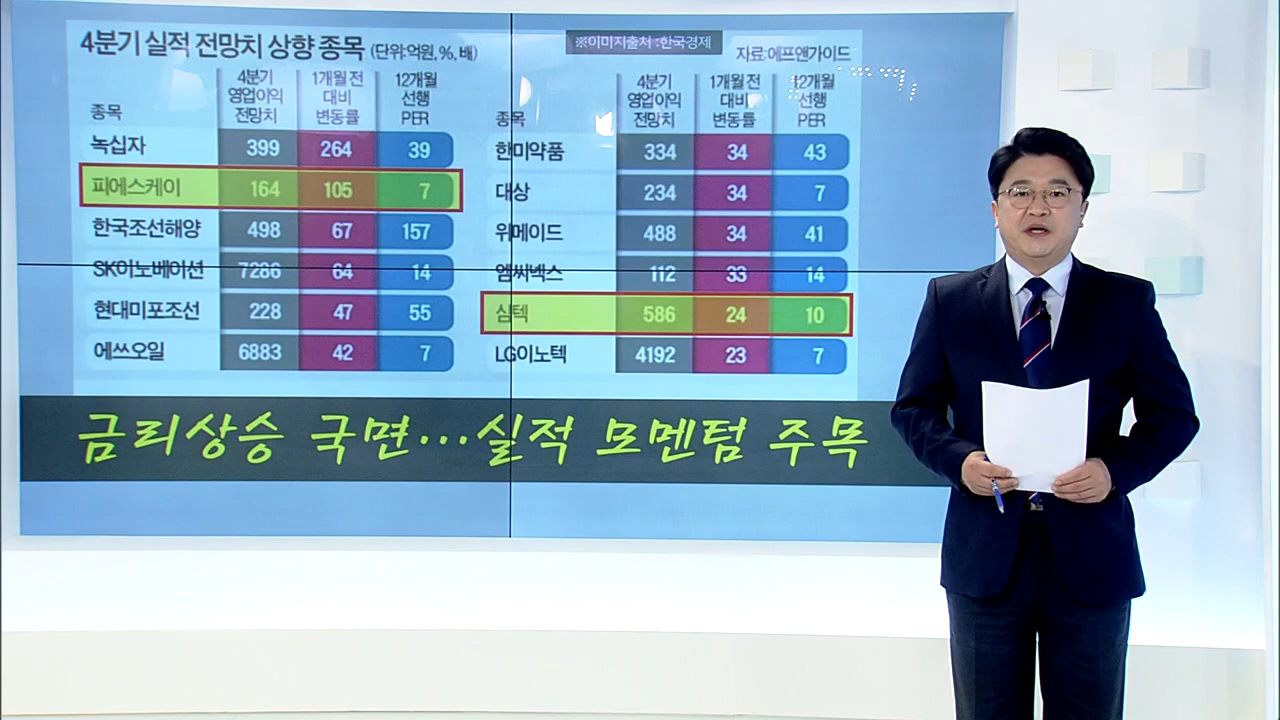 4분기 실적 전망치 상향 종목 (단위:억원, %, 배)
※이미지출처 :한국경제
자료:에프앤가이드
종목 4분기 영업이익 전망치 1개월 전 대비 변동률 12개월 선행 PER
녹십자 399 264 39
피에스케이 164 105 7
한국조선해양 498 67 157
SK이노베이션 7286 64 14
현대미포조선 228 47 55
에쓰오일 6883 42 7
종목 4분기 영업이익 전망치 1개월 전 대비 변동률 12개월 선행 PER
한미약품 334 34 43
대상 234 34 7
위메이드 488 34 41
엠씨넥스 112 33 14
심텍 586 24 10
LG이노텍 4192 23 7
금리상승 국면…실적 모멘텀 주목